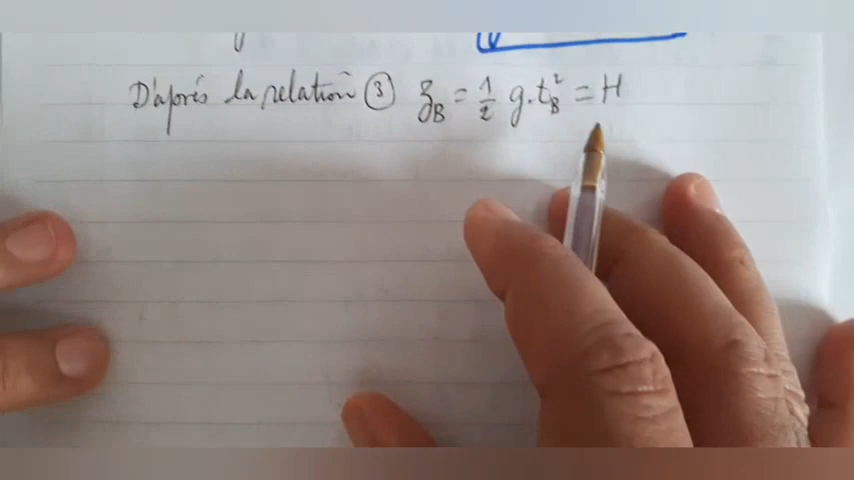 D'après la relation ③ z_B = 1/2 g.t_B² = H